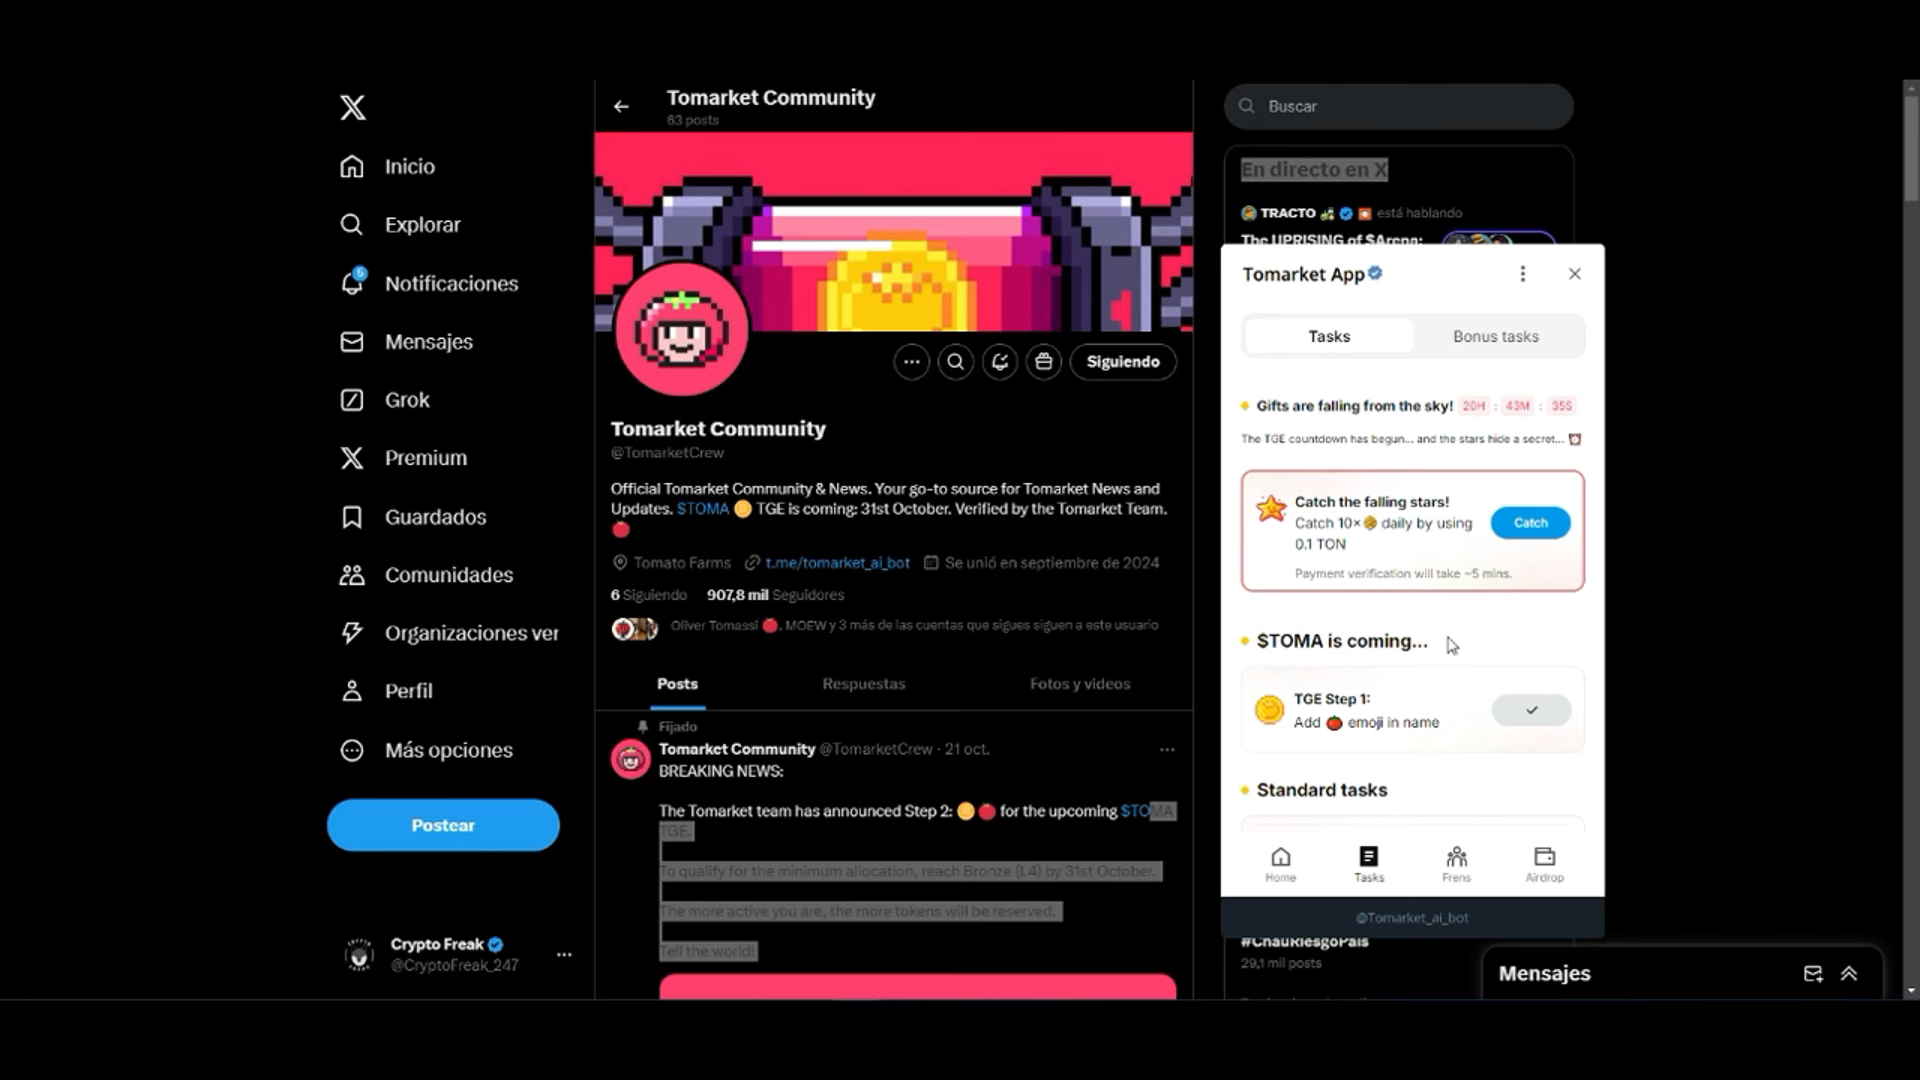 Tomarket Community
63 posts
Inicio
Explorar
6
Notificaciones
Mensajes
Grok
Premium
Guardados
Comunidades
Organizaciones ver
Perfil
Más opciones
Postear
Crypto Freak
@CryptoFreak_247
Siguiendo
Tomarket Community
@TomarketCrew
Official Tomarket Community & News. Your go-to source for Tomarket News and
Updates. $TOMA 🟡 TGE is coming: 31st October. Verified by the Tomarket Team.
🍅
Tomato Farms t.me/tomarket_ai_bot Se unió en septiembre de 2024
6 Siguiendo 907,8 mil Seguidores
Oliver Tomassi 🍅, MOEW y 3 más de las cuentas que sigues siguen a este usuario
Posts Respuestas Fotos y videos
Fijado
Tomarket Community @TomarketCrew · 21 oct.
BREAKING NEWS:
The Tomarket team has announced Step 2: 🟡🍅 for the upcoming $TOMA
TGE.
To qualify for the minimum allocation, reach Bronze (L4) by 31st October.
The more active you are, the more tokens will be reserved.
Tell the world!
Buscar
En directo en X
TRACTO está hablando
The UPRISING of $Arena:
Tomarket App
Tasks Bonus tasks
Gifts are falling from the sky! 20H : 43M : 35S
The TGE countdown has begun... and the stars hide a secret... ⏰
Catch the falling stars!
Catch 10× daily by using
0.1 TON
Catch
Payment verification will take ~5 mins.
$TOMA is coming...
TGE Step 1:
Add 🍅 emoji in name
Standard tasks
Home Tasks Frens Airdrop
@Tomarket_ai_bot
#ChauRiesgoPais
29,1 mil posts
Mensajes